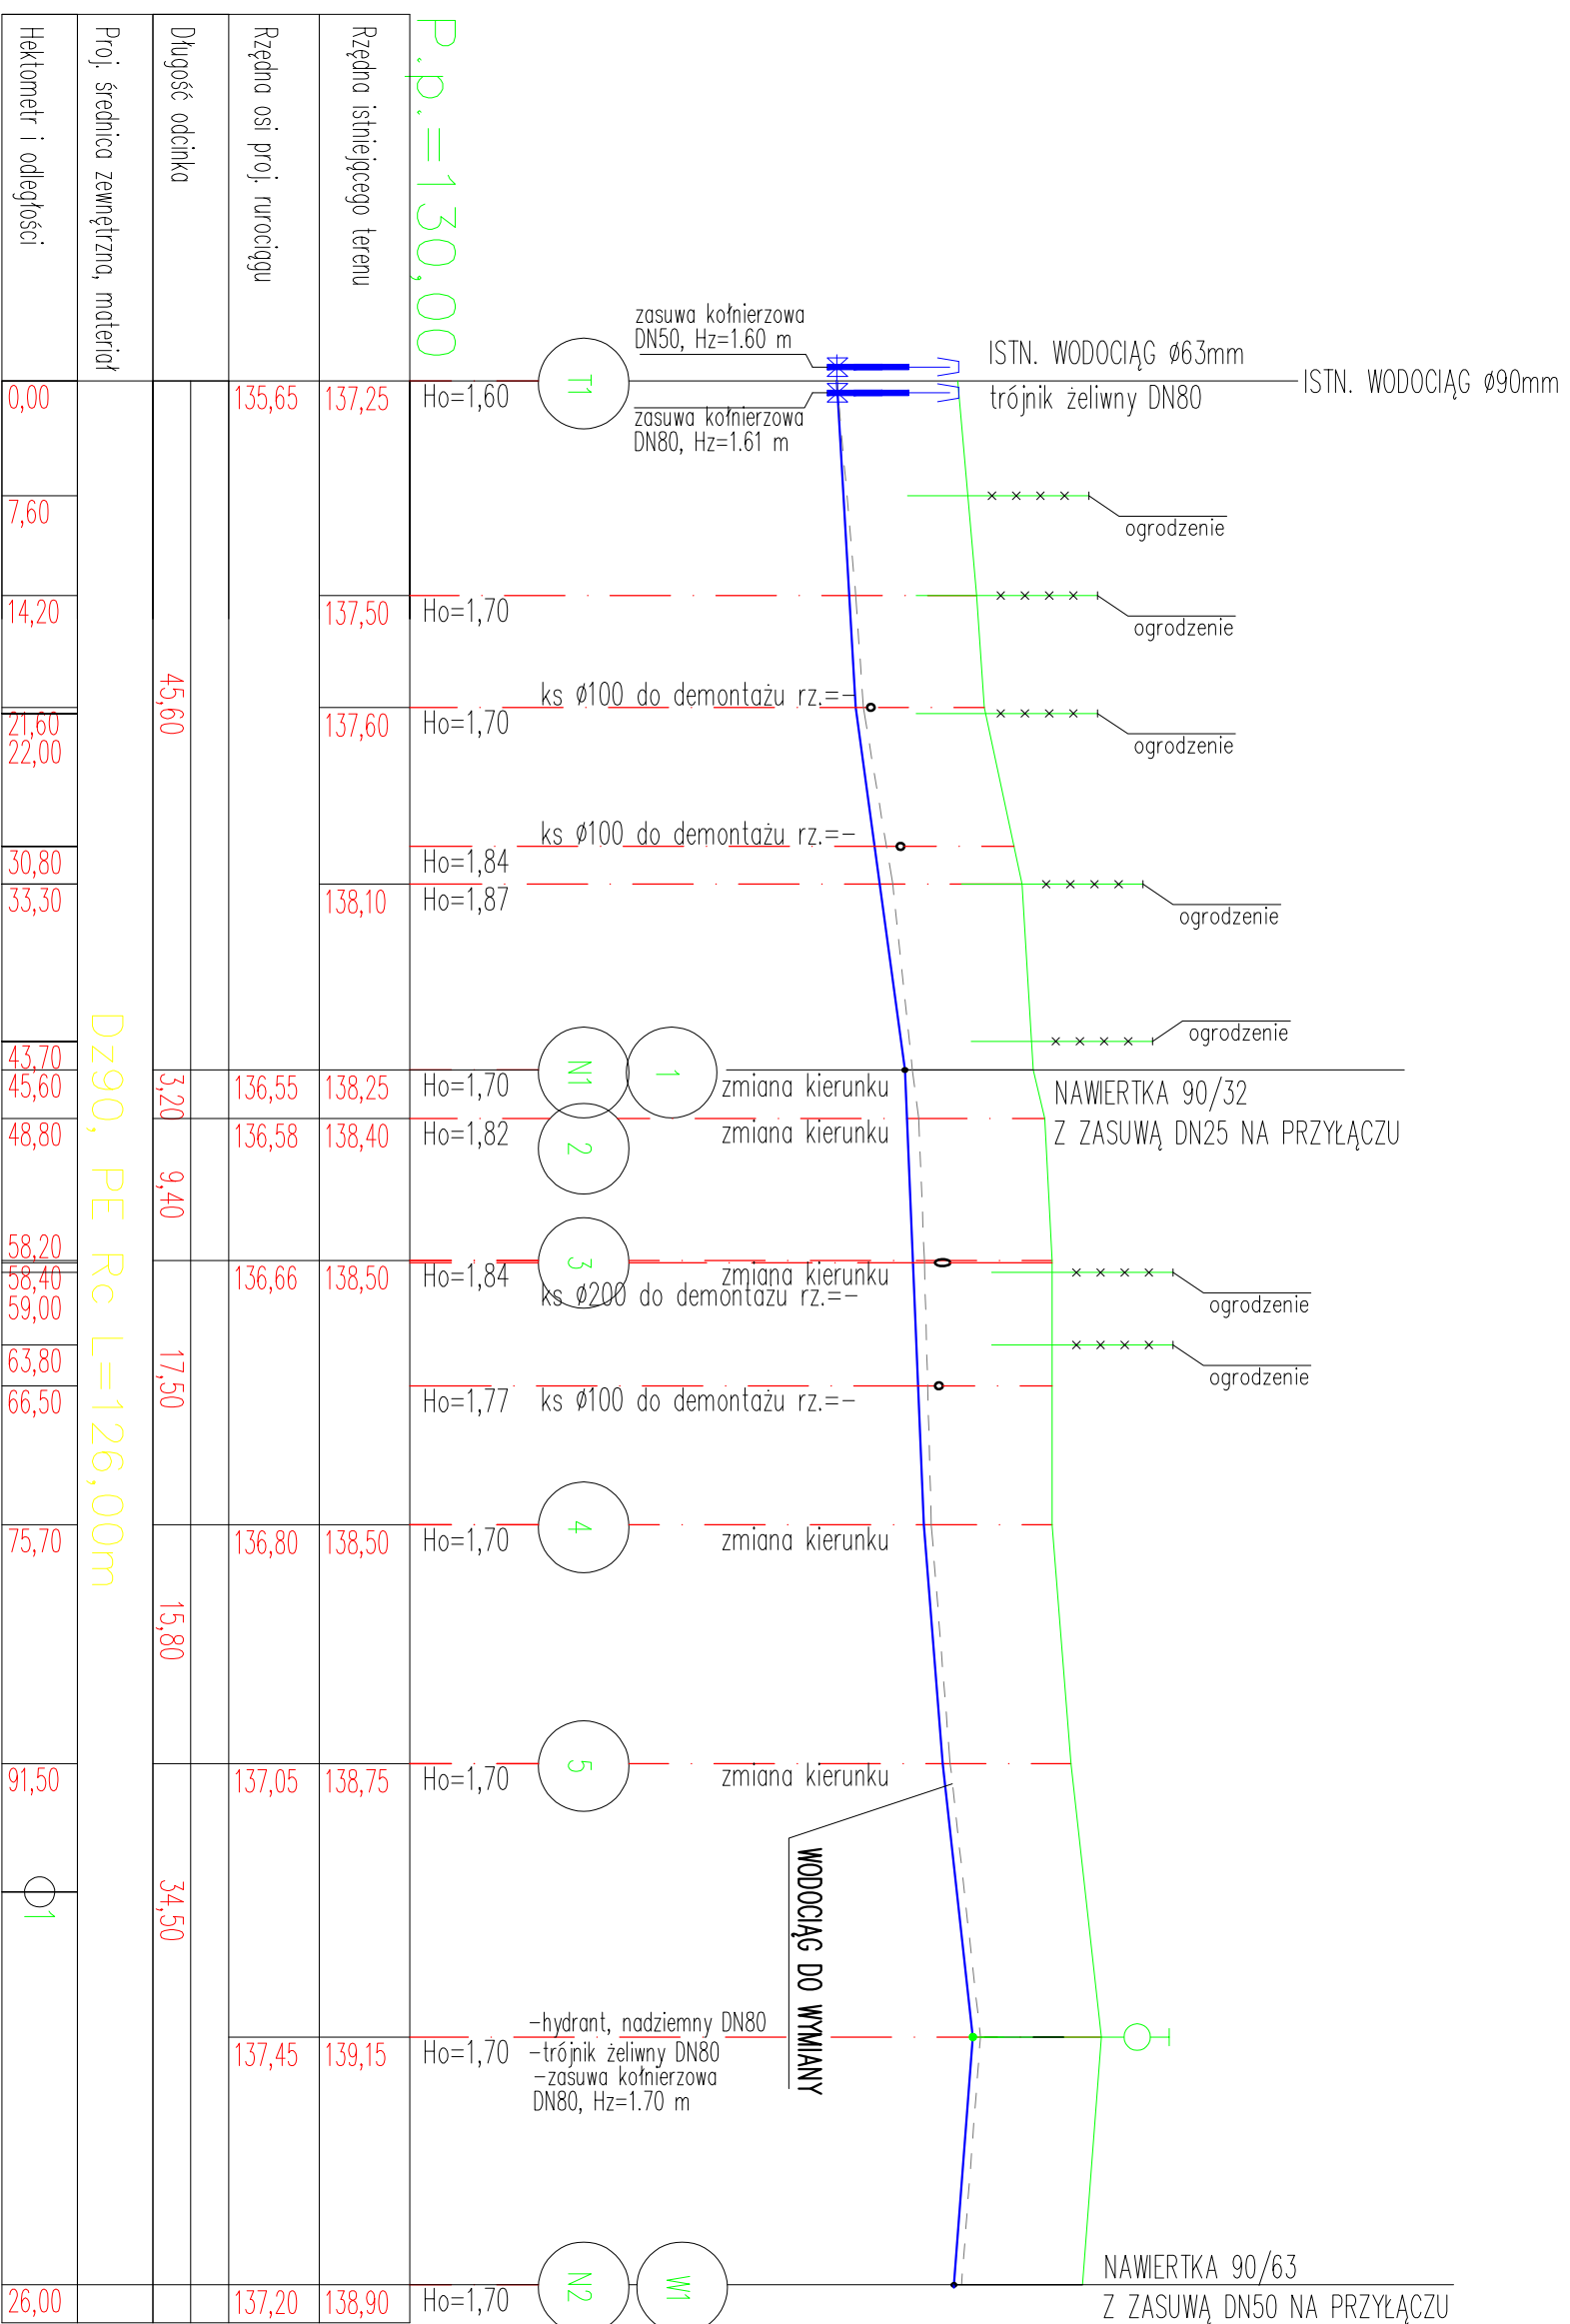 P.p.=130,00
Rzędna istniejącego terenu
Rzędna osi proj. rurociągu
Długość odcinka
Proj. średnica zewnętrzna, materiał
Hektometr i odległości
zasuwa kołnierzowa
DN50, Hz=1.60 m
ISTN. WODOCIĄG ø63mm
ISTN. WODOCIĄG ø90mm
trójnik żeliwny DN80
T1
zasuwa kołnierzowa
DN80, Hz=1.61 m
0,00 135,65 137,25 Ho=1,60
7,60
ogrodzenie
14,20 137,50 Ho=1,70
ogrodzenie
45,60
ks ø100 do demontażu rz.=-
21,60 137,60 Ho=1,70
22,00
ogrodzenie
ks ø100 do demontażu rz.=-
30,80 Ho=1,84
33,30 138,10 Ho=1,87
ogrodzenie
ogrodzenie
43,70
N1 1
45,60 136,55 138,25 Ho=1,70 zmiana kierunku
NAWIERTKA 90/32
Z ZASUWĄ DN25 NA PRZYŁĄCZU
3,20
48,80 136,58 138,40 Ho=1,82 zmiana kierunku
2
9,40
58,20
3
58,40 136,66 138,50 Ho=1,84 zmiana kierunku
59,00
ks ø200 do demontażu rz.=-
ogrodzenie
63,80
ogrodzenie
17,50
66,50 Ho=1,77 ks ø100 do demontażu rz.=-
Dz90, PE Rc L=126,00m
4
75,70 136,80 138,50 Ho=1,70 zmiana kierunku
15,80
5
91,50 137,05 138,75 Ho=1,70 zmiana kierunku
WODOCIĄG DO WYMIANY
1
34,50
-hydrant, nadziemny DN80
-trójnik żeliwny DN80
-zasuwa kołnierzowa
DN80, Hz=1.70 m
137,45 139,15 Ho=1,70
N2 W1
NAWIERTKA 90/63
Z ZASUWĄ DN50 NA PRZYŁĄCZU
26,00 137,20 138,90 Ho=1,70